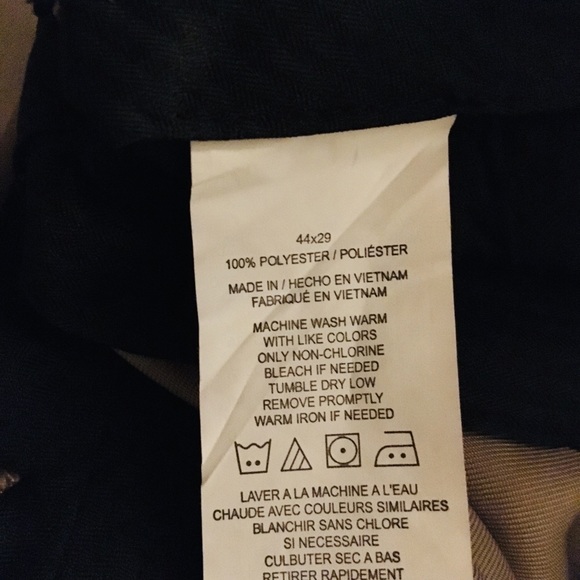 44x29
100% POLYESTER / POLIÉSTER
MADE IN / HECHO EN VIETNAM
FABRIQUÉ EN VIETNAM
MACHINE WASH WARM
WITH LIKE COLORS
ONLY NON-CHLORINE
BLEACH IF NEEDED
TUMBLE DRY LOW
REMOVE PROMPTLY
WARM IRON IF NEEDED
LAVER A LA MACHINE A L'EAU
CHAUDE AVEC COULEURS SIMILAIRES
BLANCHIR SANS CHLORE
SI NECESSAIRE
CULBUTER SEC A BAS
RETIRER RAPIDEMENT